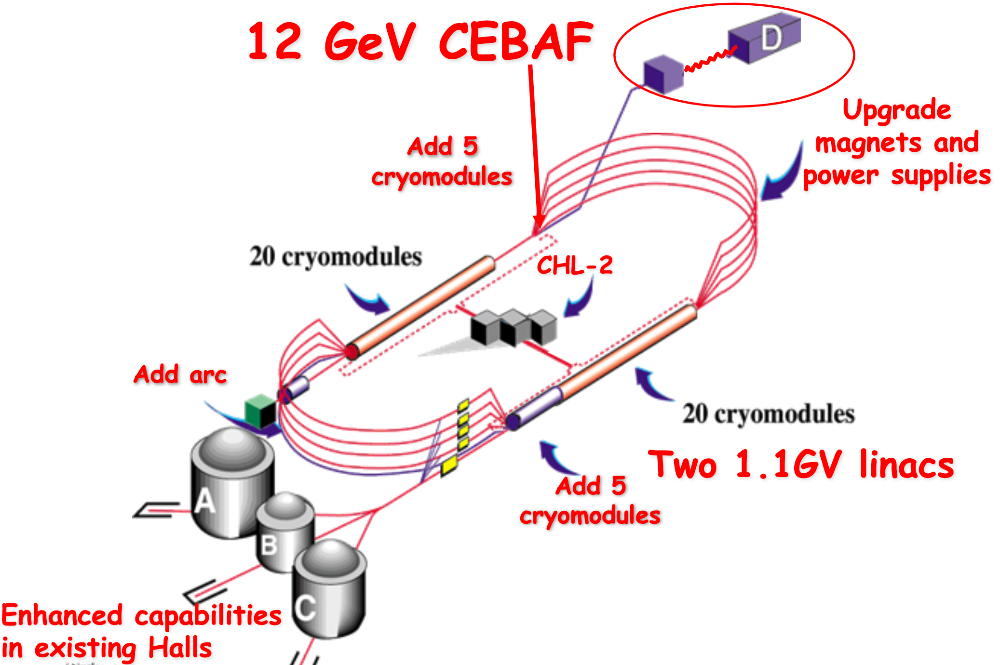 12 GeV CEBAF
D
Upgrade
magnets and
power supplies
Add 5
cryomodules
20 cryomodules
CHL-2
Add arc
20 cryomodules
Two 1.1GV linacs
Add 5
cryomodules
A
B
C
Enhanced capabilities
in existing Halls